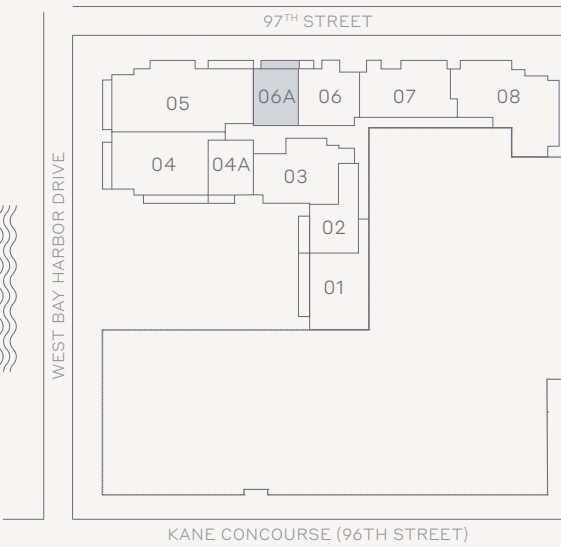 97TH STREET
05
06A
06
07
08
04
04A
03
02
01
WEST BAY HARBOR DRIVE
KANE CONCOURSE (96TH STREET)